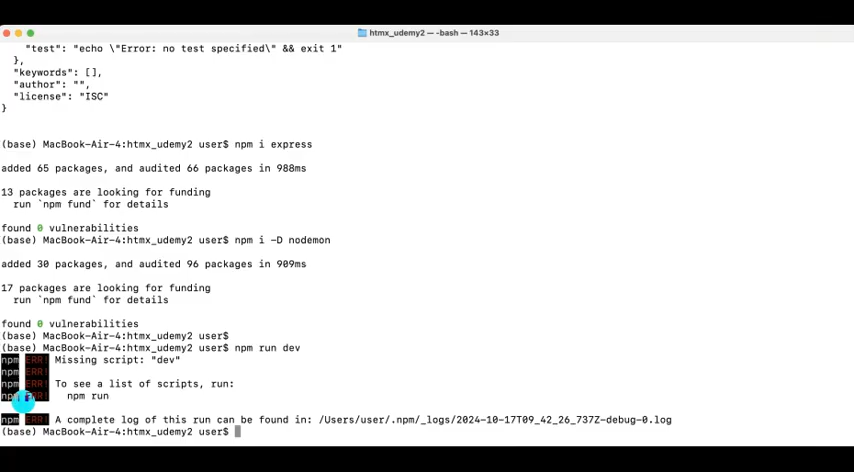 htmx_udemy2 — -bash — 143×33
"test": "echo \"Error: no test specified\" && exit 1"
},
"keywords": [],
"author": "",
"license": "ISC"
}
(base) MacBook-Air-4:htmx_udemy2 user$ npm i express
added 65 packages, and audited 66 packages in 988ms
13 packages are looking for funding
run `npm fund` for details
found 0 vulnerabilities
(base) MacBook-Air-4:htmx_udemy2 user$ npm i -D nodemon
added 30 packages, and audited 96 packages in 909ms
17 packages are looking for funding
run `npm fund` for details
found 0 vulnerabilities
(base) MacBook-Air-4:htmx_udemy2 user$
(base) MacBook-Air-4:htmx_udemy2 user$ npm run dev
npm ERR! Missing script: "dev"
npm ERR!
npm ERR! To see a list of scripts, run:
npm ERR! npm run
npm ERR! A complete log of this run can be found in: /Users/user/.npm/_logs/2024-10-17T09_42_26_737Z-debug-0.log
(base) MacBook-Air-4:htmx_udemy2 user$